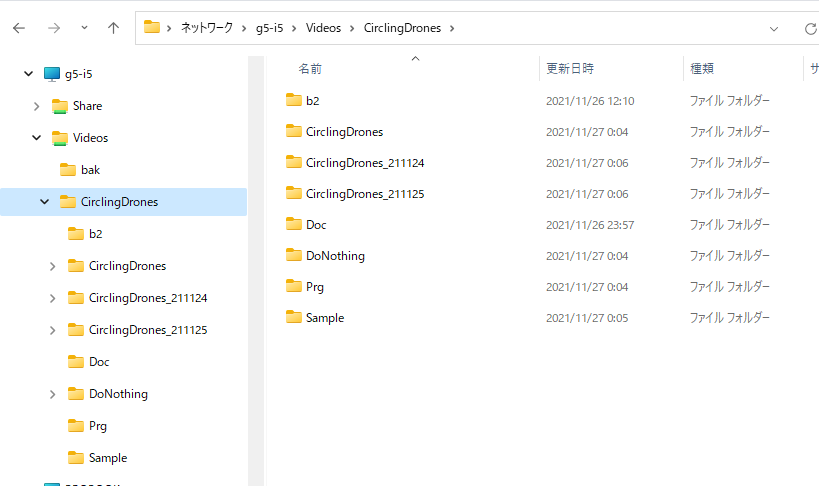 ネットワーク > g5-i5 > Videos > CirclingDrones >
g5-i5
Share
Videos
bak
CirclingDrones
b2
CirclingDrones
CirclingDrones_211124
CirclingDrones_211125
Doc
DoNothing
Prg
Sample
名前 更新日時 種類 サ
b2 2021/11/26 12:10 ファイル フォルダー
CirclingDrones 2021/11/27 0:04 ファイル フォルダー
CirclingDrones_211124 2021/11/27 0:06 ファイル フォルダー
CirclingDrones_211125 2021/11/27 0:06 ファイル フォルダー
Doc 2021/11/26 23:57 ファイル フォルダー
DoNothing 2021/11/27 0:04 ファイル フォルダー
Prg 2021/11/27 0:04 ファイル フォルダー
Sample 2021/11/27 0:05 ファイル フォルダー